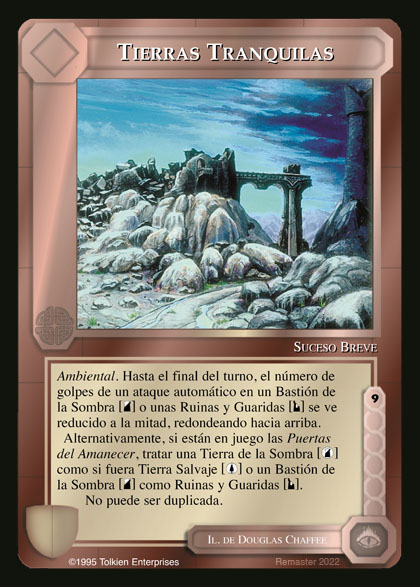 Tierras Tranquilas
Suceso Breve
Ambiental. Hasta el final del turno, el número de
golpes de un ataque automático en un Bastión de
la Sombra [] o unas Ruinas y Guaridas [] se ve
reducido a la mitad, redondeando hacia arriba.
Alternativamente, si están en juego las Puertas
del Amanecer, tratar una Tierra de la Sombra []
como si fuera Tierra Salvaje [] o un Bastión de
la Sombra [] como Ruinas y Guaridas [].
No puede ser duplicada.
9
Il. de Douglas Chaffee
©1995 Tolkien Enterprises
Remaster 2022